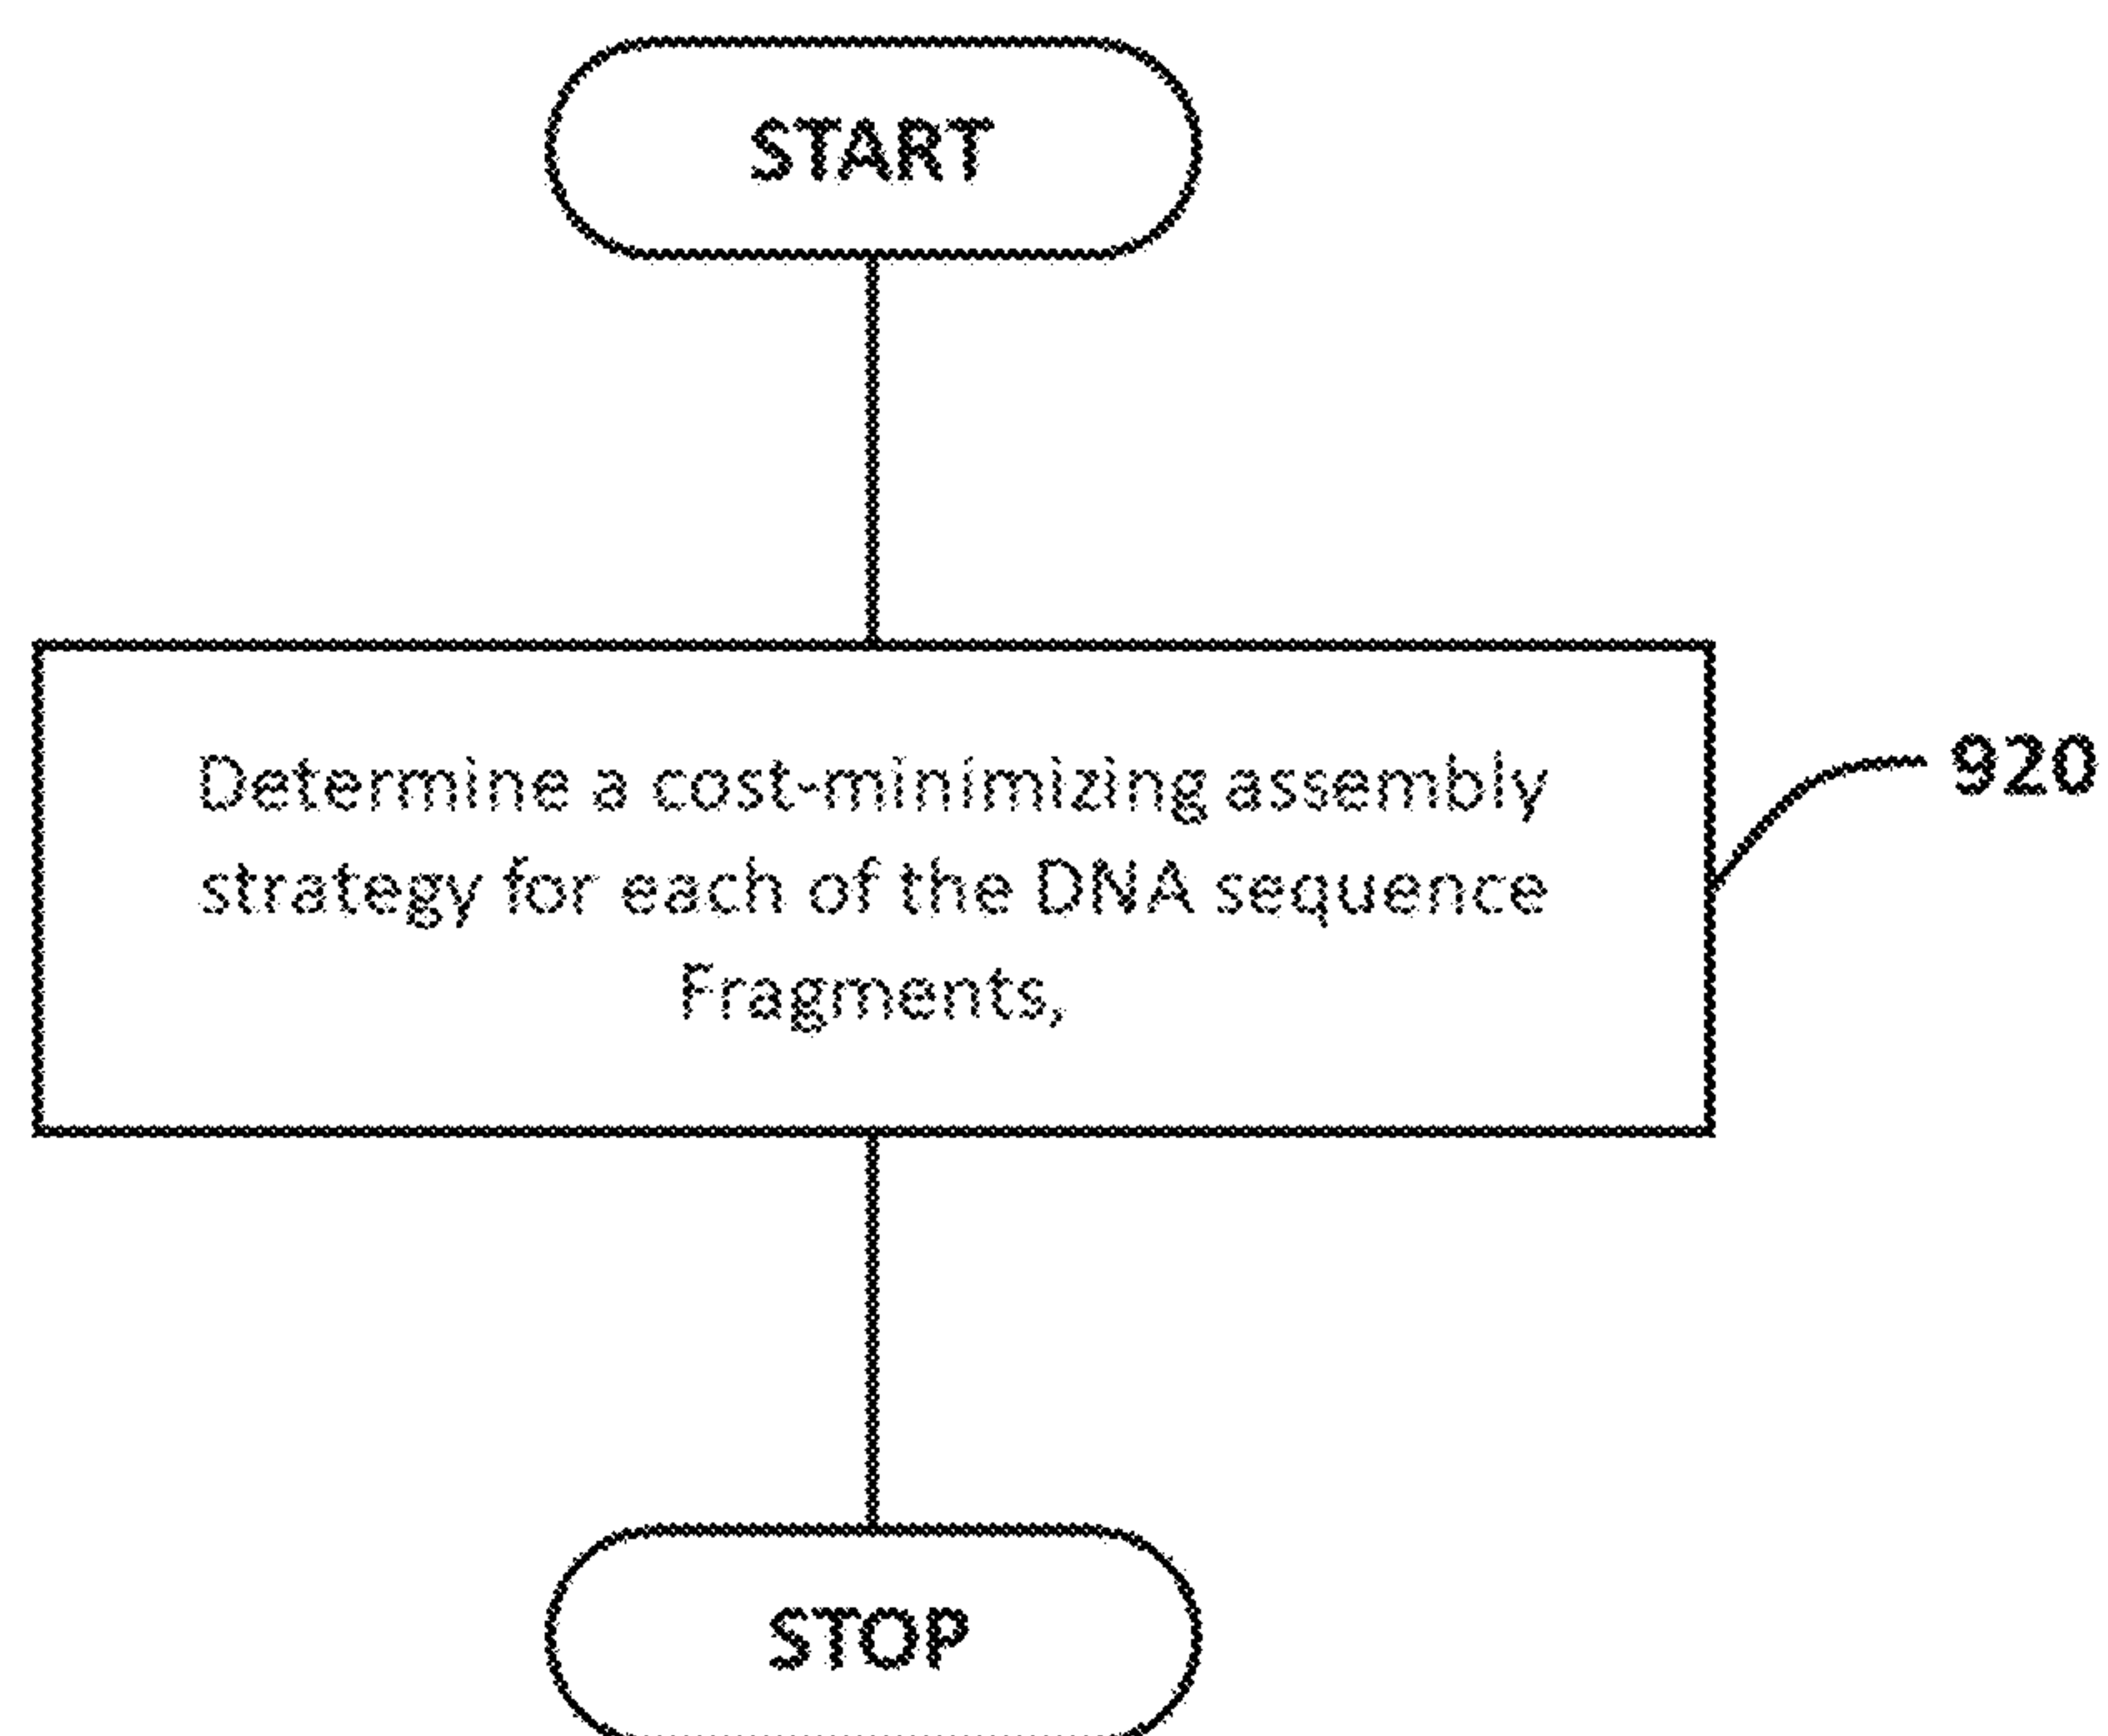 START
Determine a cost-minimizing assembly
920
strategy for each of the DNA sequence
Fragments,
STOP